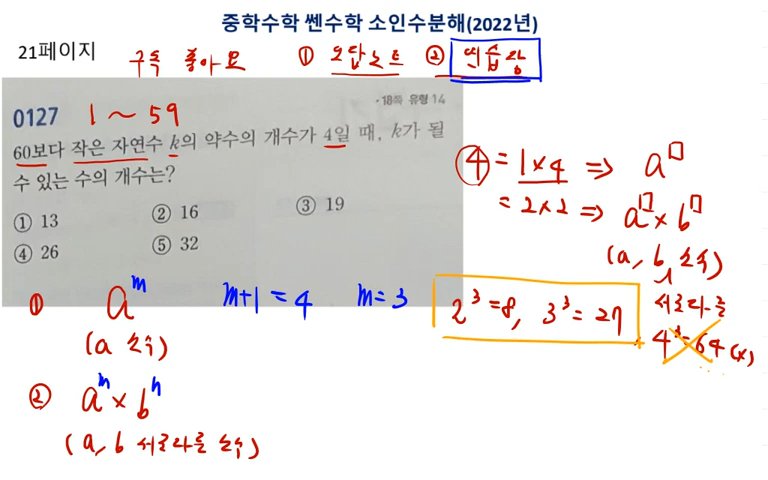 중학수학 쎈수학 소인수분해(2022년)
21페이지
구독 좋아요 ① 오답노트 ② 연습장
·18쪽 유형 14
0127 1 ~ 59
60보다 작은 자연수 k의 약수의 개수가 4일 때, k가 될
수 있는 수의 개수는?
① 13 ② 16 ③ 19
④ 26 ⑤ 32
④ = 1×4 ⇒ a□
= 2×2 ⇒ a□×b□
(a, b 소수)
서로다른
① a^m m+1=4 m=3 2³=8, 3³=27
4³=64 (x)
(a 소수)
② a^m × b^n
(a, b 서로다른 소수)